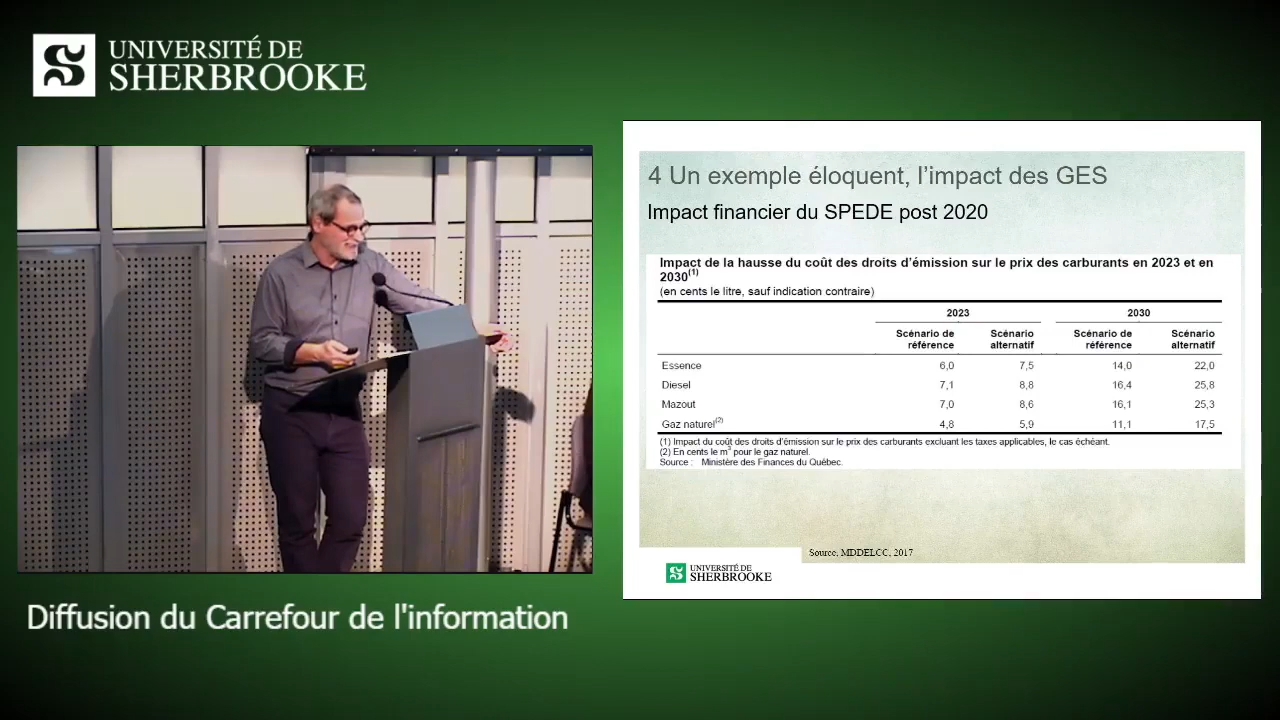 UNIVERSITÉ DE
SHERBROOKE
4 Un exemple éloquent, l’impact des GES
Impact financier du SPEDE post 2020
Impact de la hausse du coût des droits d’émission sur le prix des carburants en 2023 et en
2030(1)
(en cents le litre, sauf indication contraire)
2023 2030
Scénario de référence Scénario alternatif Scénario de référence Scénario alternatif
Essence 6,0 7,5 14,0 22,0
Diesel 7,1 8,8 16,4 25,8
Mazout 7,0 8,6 16,1 25,3
Gaz naturel(2) 4,8 5,9 11,1 17,5
(1) Impact du coût des droits d’émission sur le prix des carburants excluant les taxes applicables, le cas échéant.
(2) En cents le m3 pour le gaz naturel.
Source : Ministère des Finances du Québec.
Source: MDDELCC, 2017
UNIVERSITÉ DE
SHERBROOKE
Diffusion du Carrefour de l'information